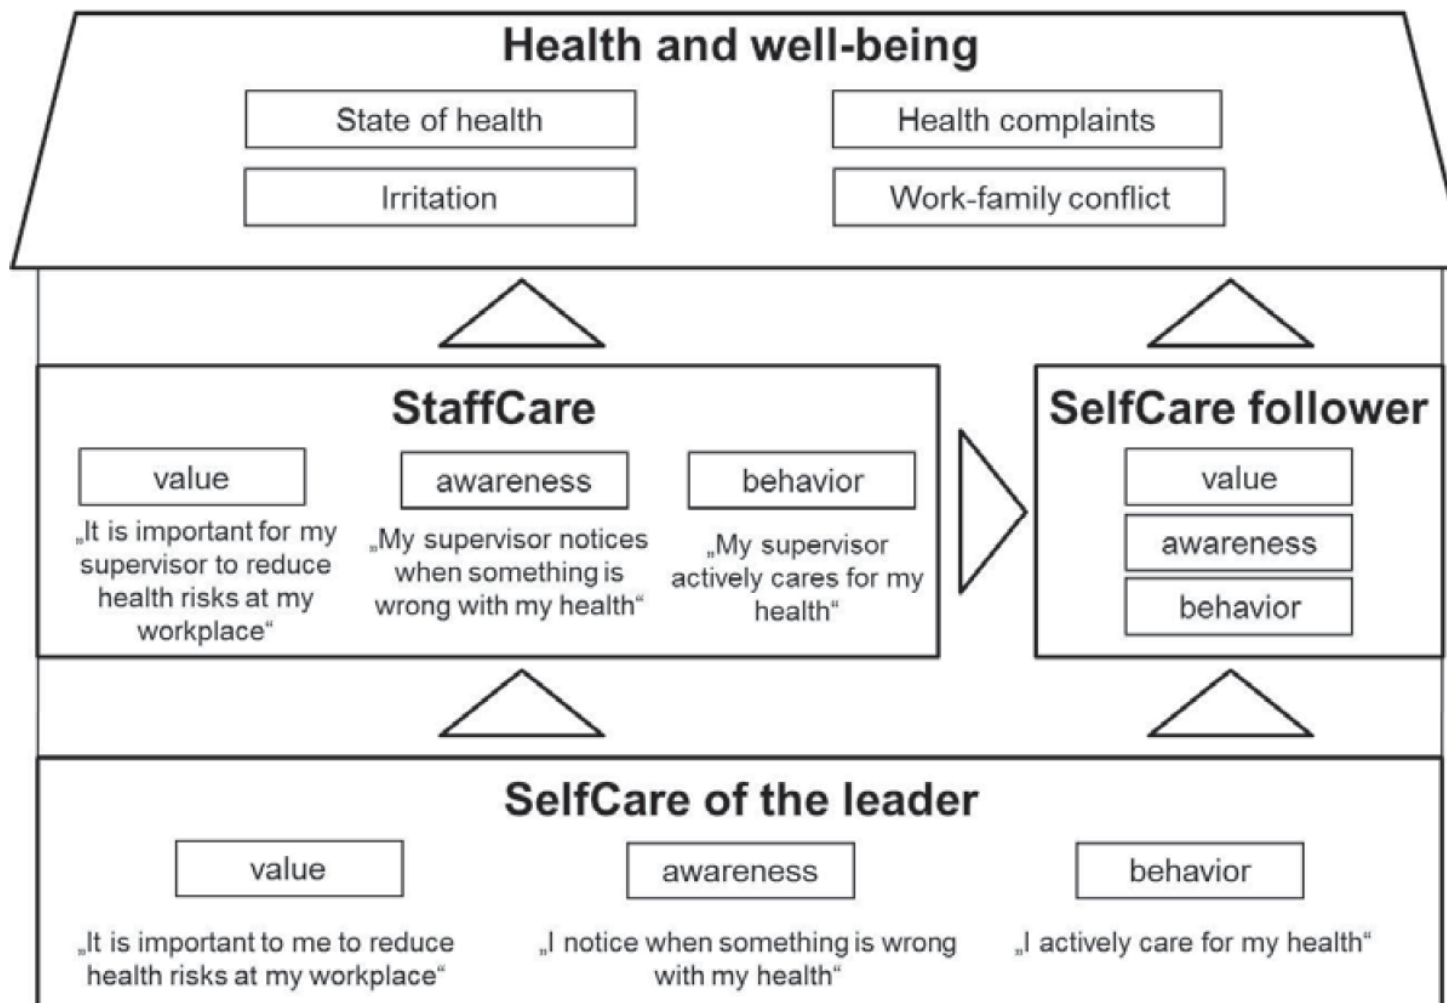 Health and well-being
State of health
Health complaints
Irritation
Work-family conflict
StaffCare
value
„It is important for my
supervisor to reduce
health risks at my
workplace“
awareness
„My supervisor notices
when something is
wrong with my health“
behavior
„My supervisor
actively cares for my
health“
SelfCare follower
value
awareness
behavior
SelfCare of the leader
value
„It is important to me to reduce
health risks at my workplace“
awareness
„I notice when something is wrong
with my health“
behavior
„I actively care for my health“